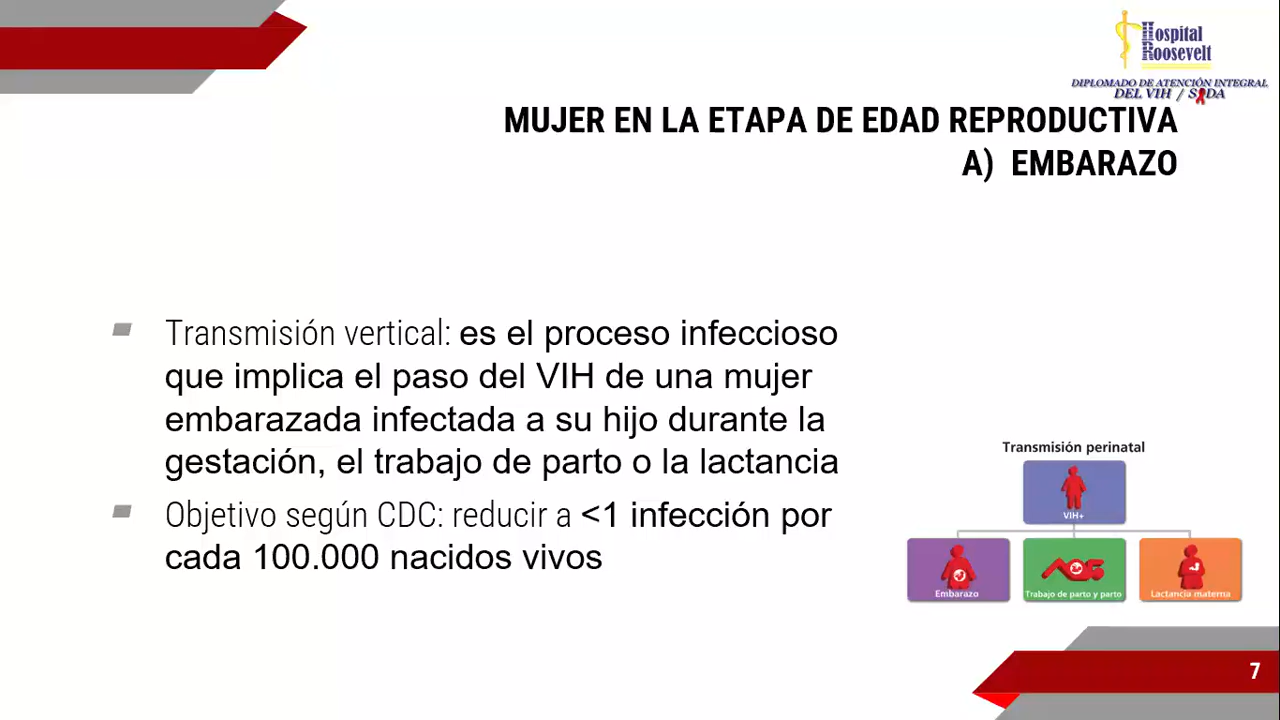 Hospital
Roosevelt
DIPLOMADO DE ATENCIÓN INTEGRAL
DEL VIH / SIDA
MUJER EN LA ETAPA DE EDAD REPRODUCTIVA
A) EMBARAZO
Transmisión vertical: es el proceso infeccioso
que implica el paso del VIH de una mujer
embarazada infectada a su hijo durante la
gestación, el trabajo de parto o la lactancia
Objetivo según CDC: reducir a <1 infección por
cada 100.000 nacidos vivos
Transmisión perinatal
VIH+
Embarazo
Trabajo de parto y parto
Lactancia materna
7